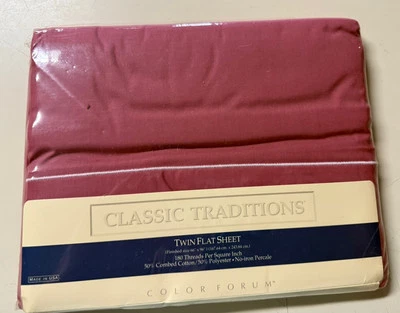 CLASSIC TRADITIONS®
TWIN FLAT SHEET
180 Threads Per Square Inch
50% Combed Cotton/50% Polyester • No-iron Percale
MADE IN USA
COLOR FORUM™